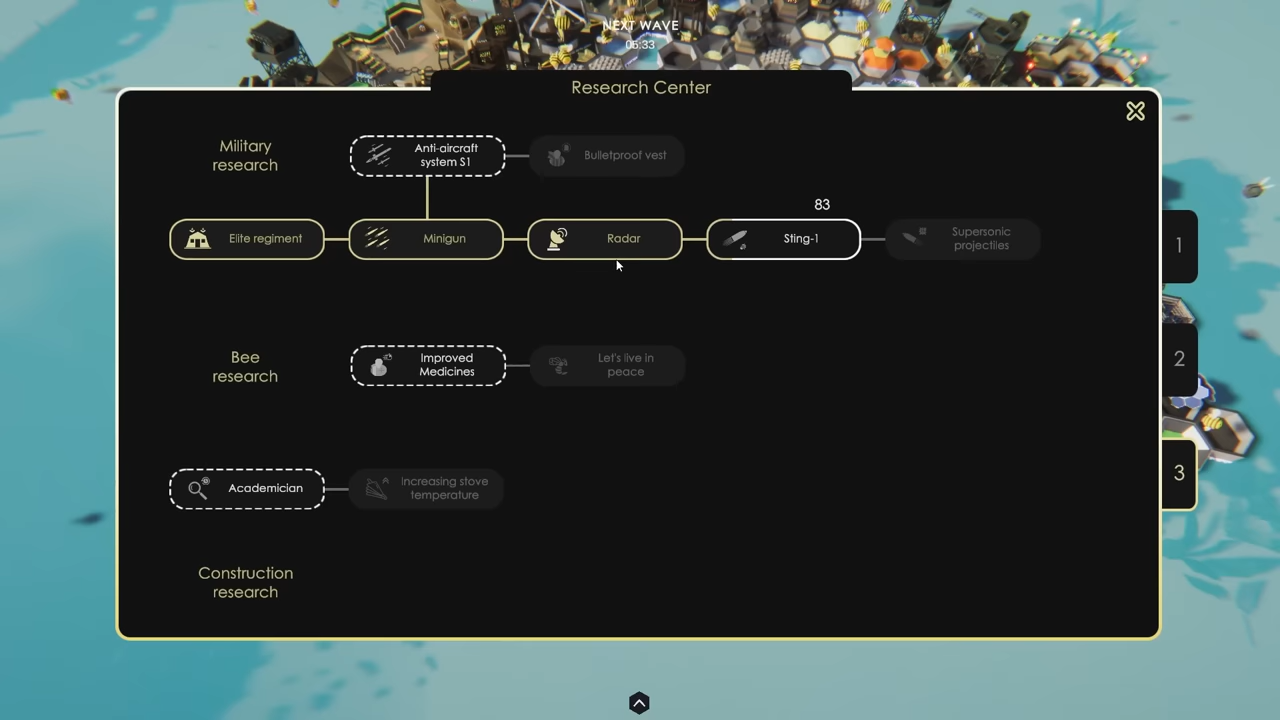 NEXT WAVE
05:33
Research Center
Military
research
Anti-aircraft
system S1
Bulletproof vest
83
Elite regiment
Minigun
Radar
Sting-1
Supersonic
projectiles
1
Bee
research
Improved
Medicines
Let's live in
peace
2
Academician
Increasing stove
temperature
3
Construction
research